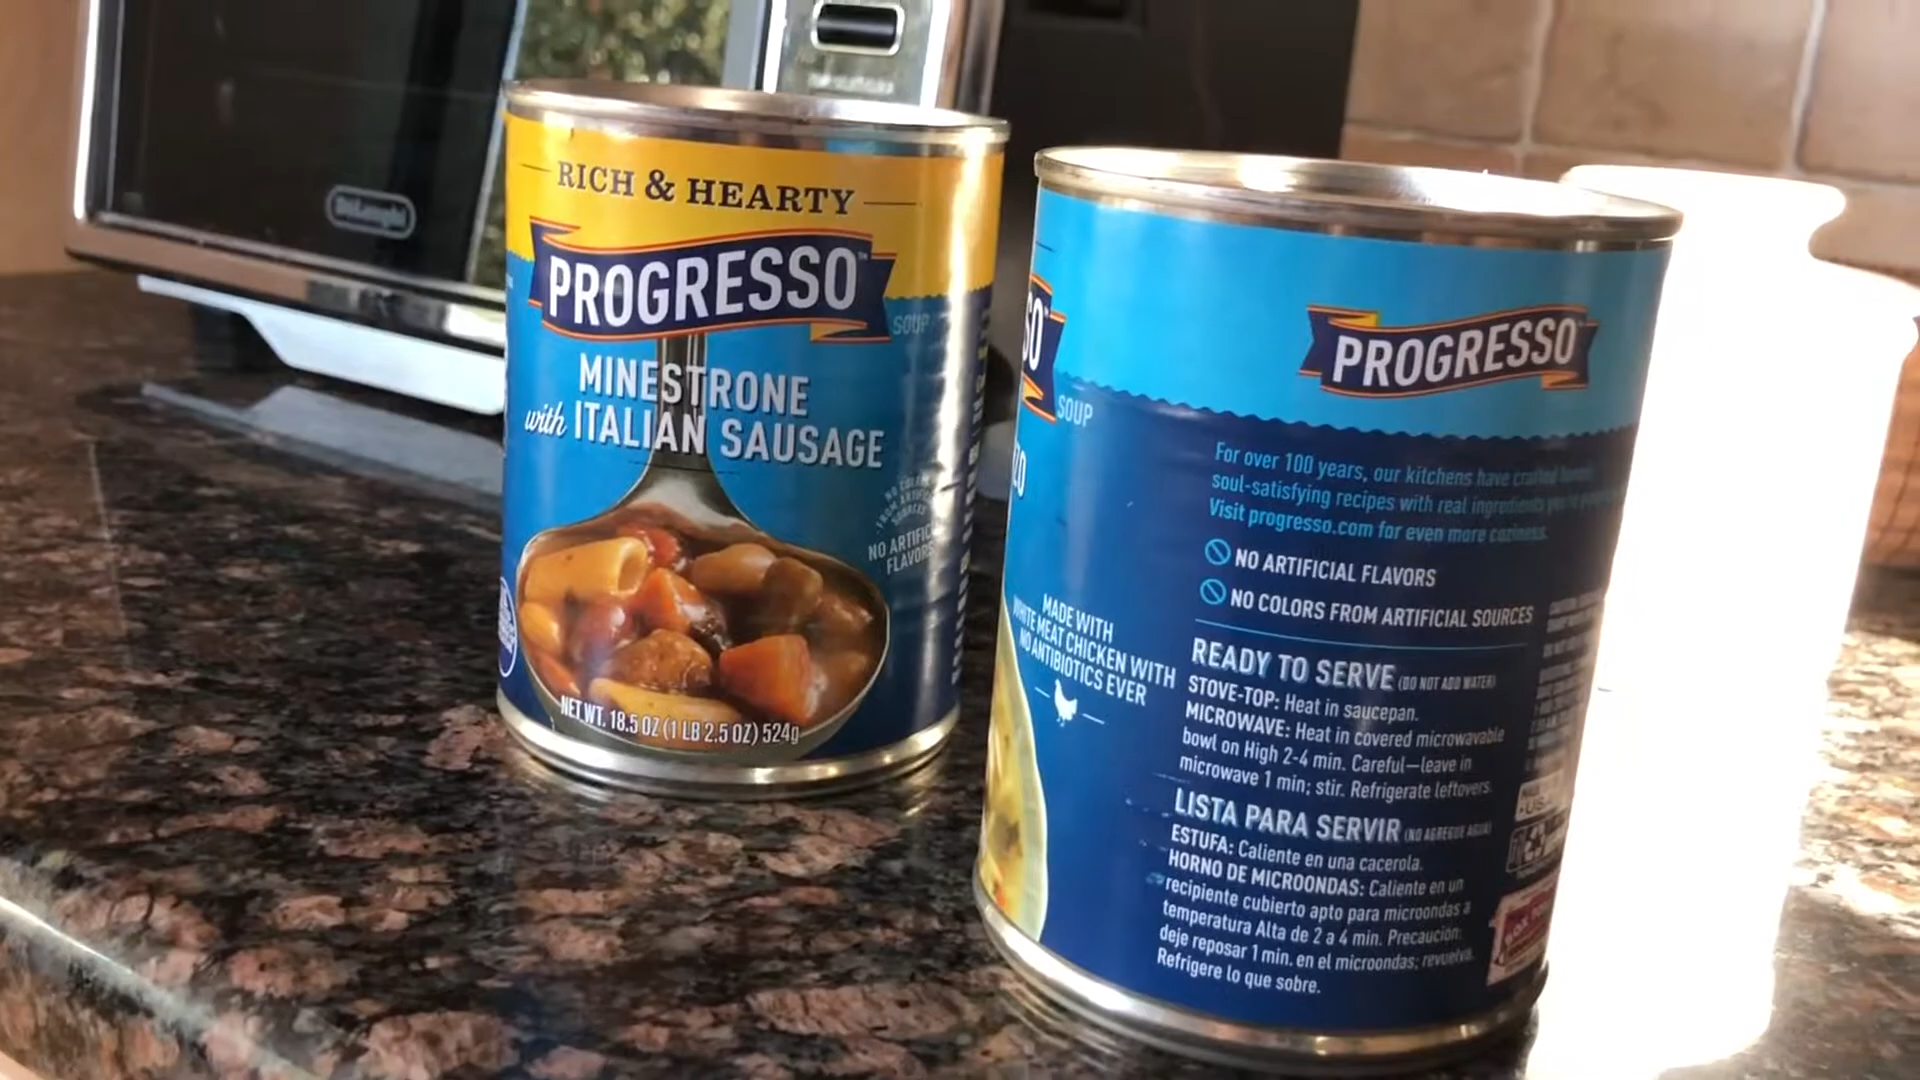 DeLonghi
RICH & HEARTY
PROGRESSO™
SOUP
MINESTRONE
with ITALIAN SAUSAGE
NO ARTIFIC
FLAVORS
NET WT. 18.5 OZ (1 LB 2.5 OZ) 524g
SO
SOUP
ZO
MADE WITH
WHITE MEAT CHICKEN WITH
NO ANTIBIOTICS EVER
PROGRESSO
For over 100 years, our kitchens have crafted
soul-satisfying recipes with real ingredients
Visit progresso.com for even more coziness.
NO ARTIFICIAL FLAVORS
NO COLORS FROM ARTIFICIAL SOURCES
READY TO SERVE (DO NOT ADD WATER)
STOVE-TOP: Heat in saucepan.
MICROWAVE: Heat in covered microwavable
bowl on High 2-4 min. Careful—leave in
microwave 1 min; stir. Refrigerate leftovers.
LISTA PARA SERVIR (NO AGREGUE AGUA)
ESTUFA: Caliente en una cacerola.
HORNO DE MICROONDAS: Caliente en un
recipiente cubierto apto para microondas a
temperatura Alta de 2 a 4 min. Precaución:
deje reposar 1 min. en el microondas; revuelva.
Refrigere lo que sobre.